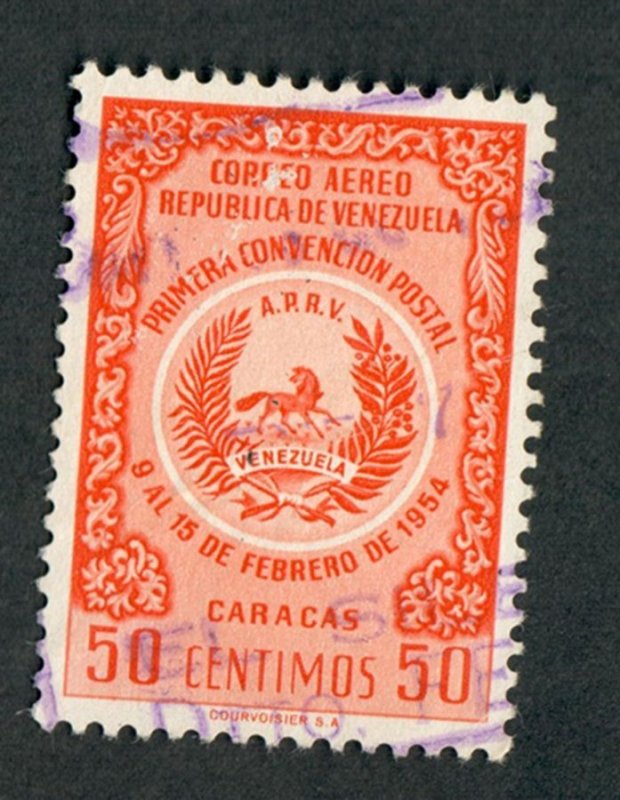 CORREO AEREO
REPUBLICA DE VENEZUELA
PRIMERA CONVENCION POSTAL
A.P.R.V.
VENEZUELA
9 AL 15 DE FEBRERO DE 1954
CARACAS
50 CENTIMOS 50
COURVOISIER S.A